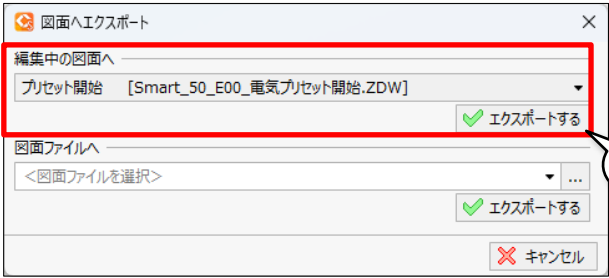 図面へエクスポート
編集中の図面へ
プリセット開始 [Smart_50_E00_電気プリセット開始.ZDW]
エクスポートする
図面ファイルへ
<図面ファイルを選択>
...
エクスポートする
キャンセル